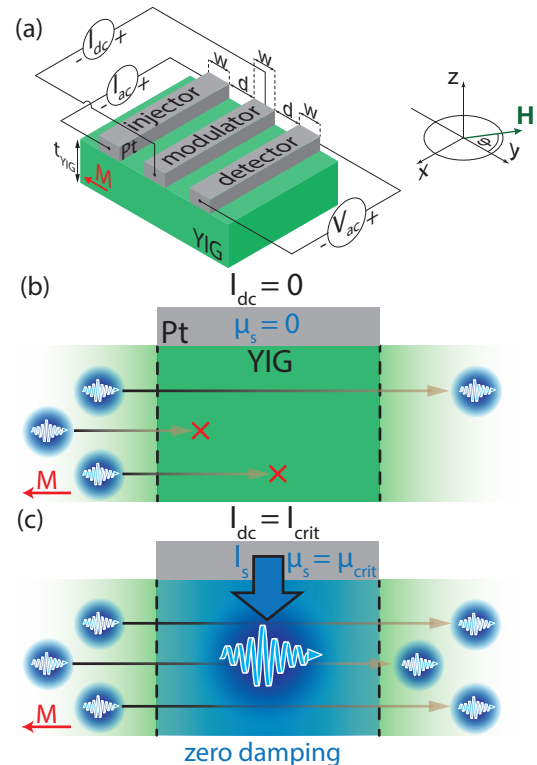 (a)
I_dc
- +
I_ac
- +
w
d
w
d
w
injector
Pt
modulator
detector
t_YIG
M
YIG
V_ac
- +
z
H
φ
y
x
(b)
I_dc = 0
Pt
μ_s = 0
YIG
M
(c)
I_dc = I_crit
I_s
μ_s = μ_crit
M
zero damping